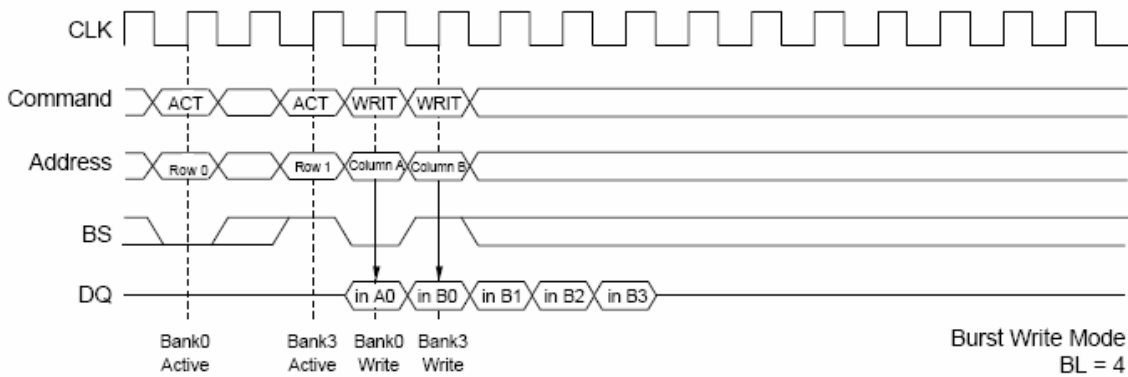 CLK
Command ACT ACT WRIT WRIT
Address Row 0 Row 1 Column A Column B
BS
DQ in A0 in B0 in B1 in B2 in B3
Bank0 Bank3 Bank0 Bank3
Active Active Write Write
Burst Write Mode
BL = 4